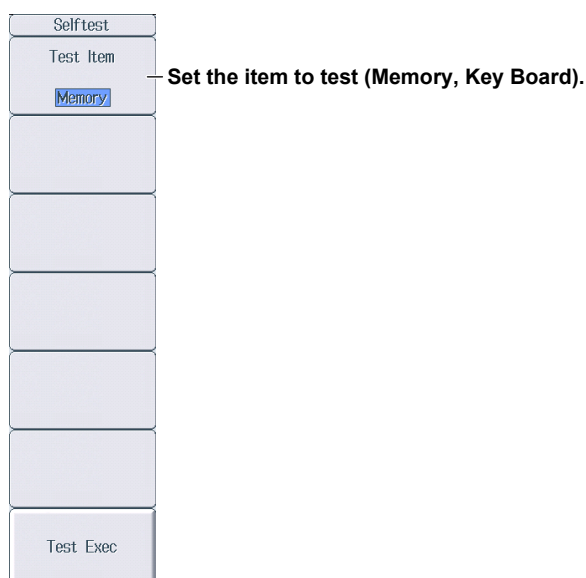 Selftest
Test Item
Set the item to test (Memory, Key Board).
Memory
Test Exec